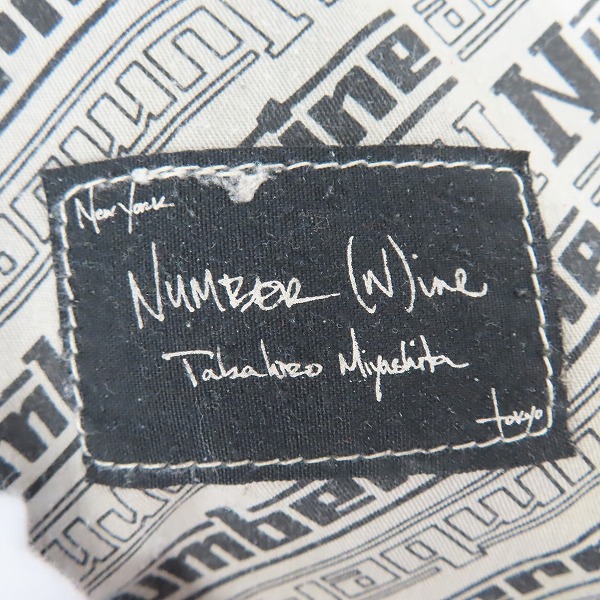 New York
NUMBER (N)ine
Takahiro Miyashita
tokyo